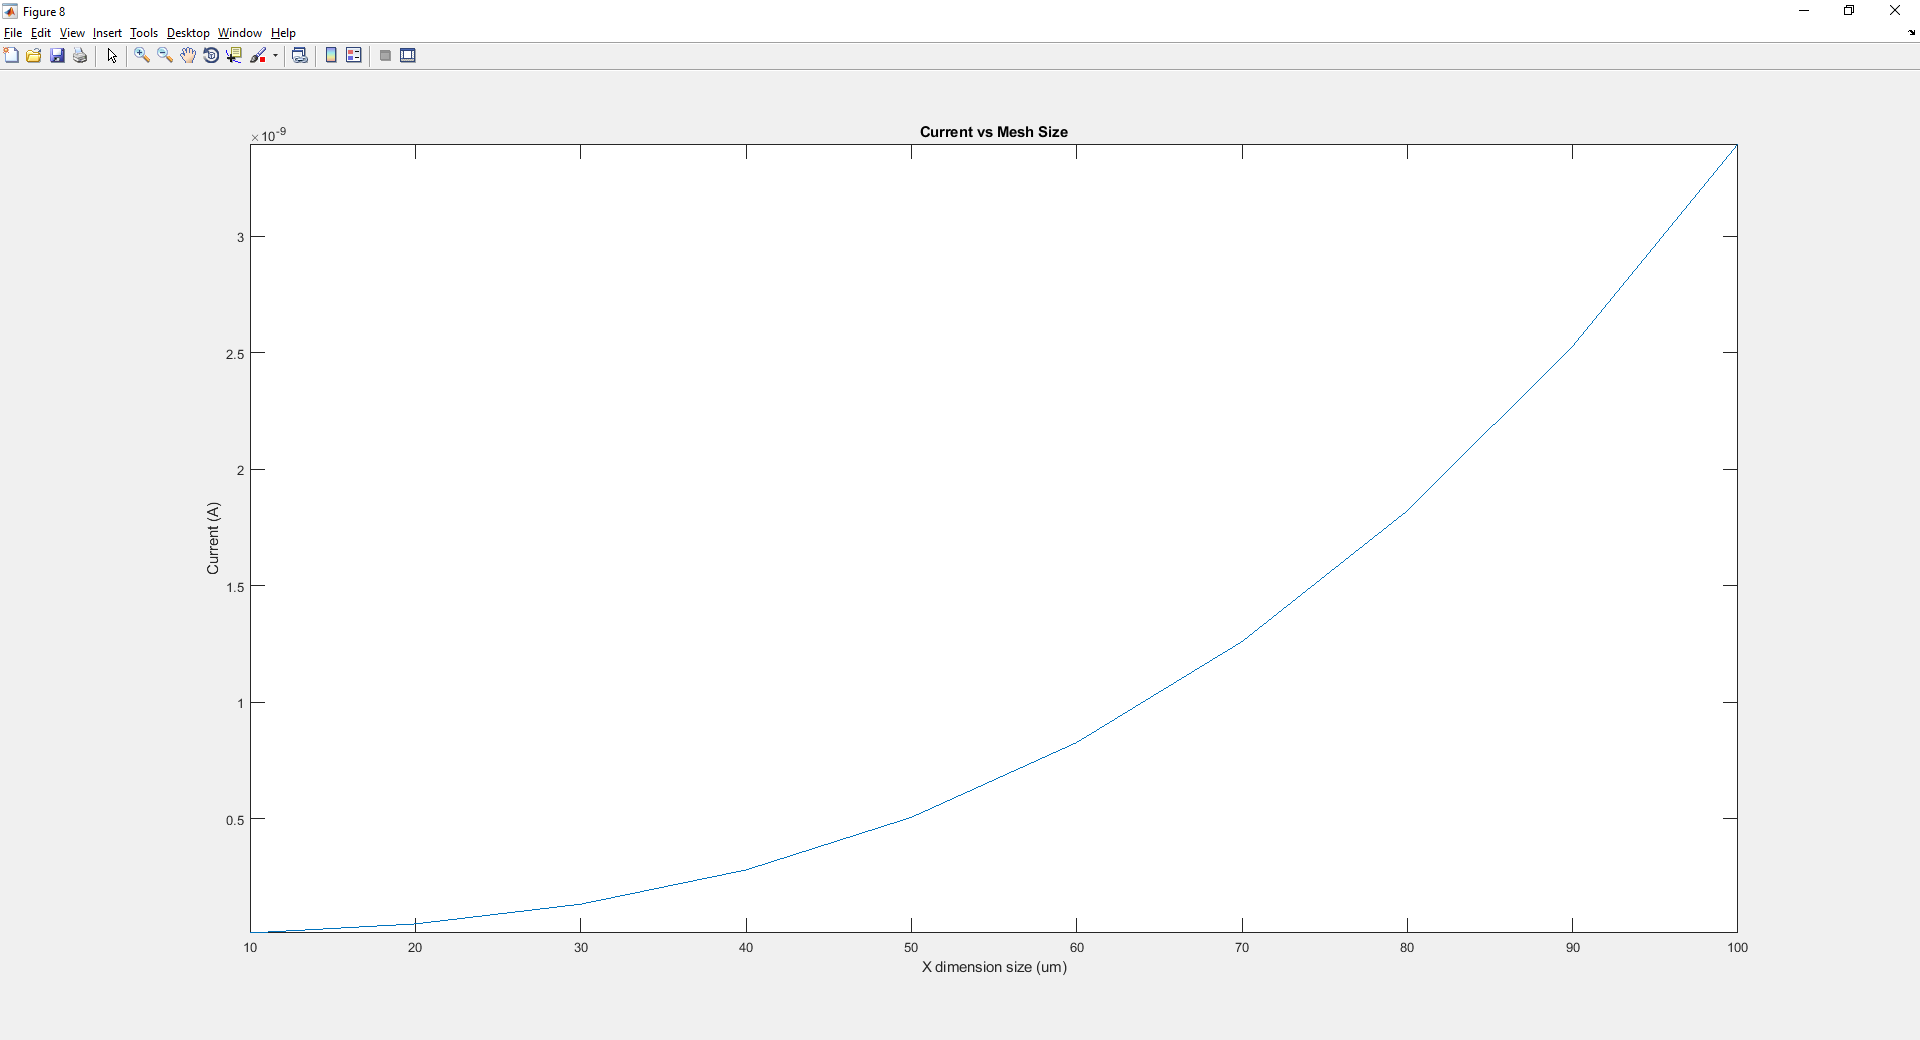 Figure 8
File Edit View Insert Tools Desktop Window Help
×10-9
Current vs Mesh Size
3
2.5
2
1.5
1
0.5
Current (A)
10 20 30 40 50 60 70 80 90 100
X dimension size (um)